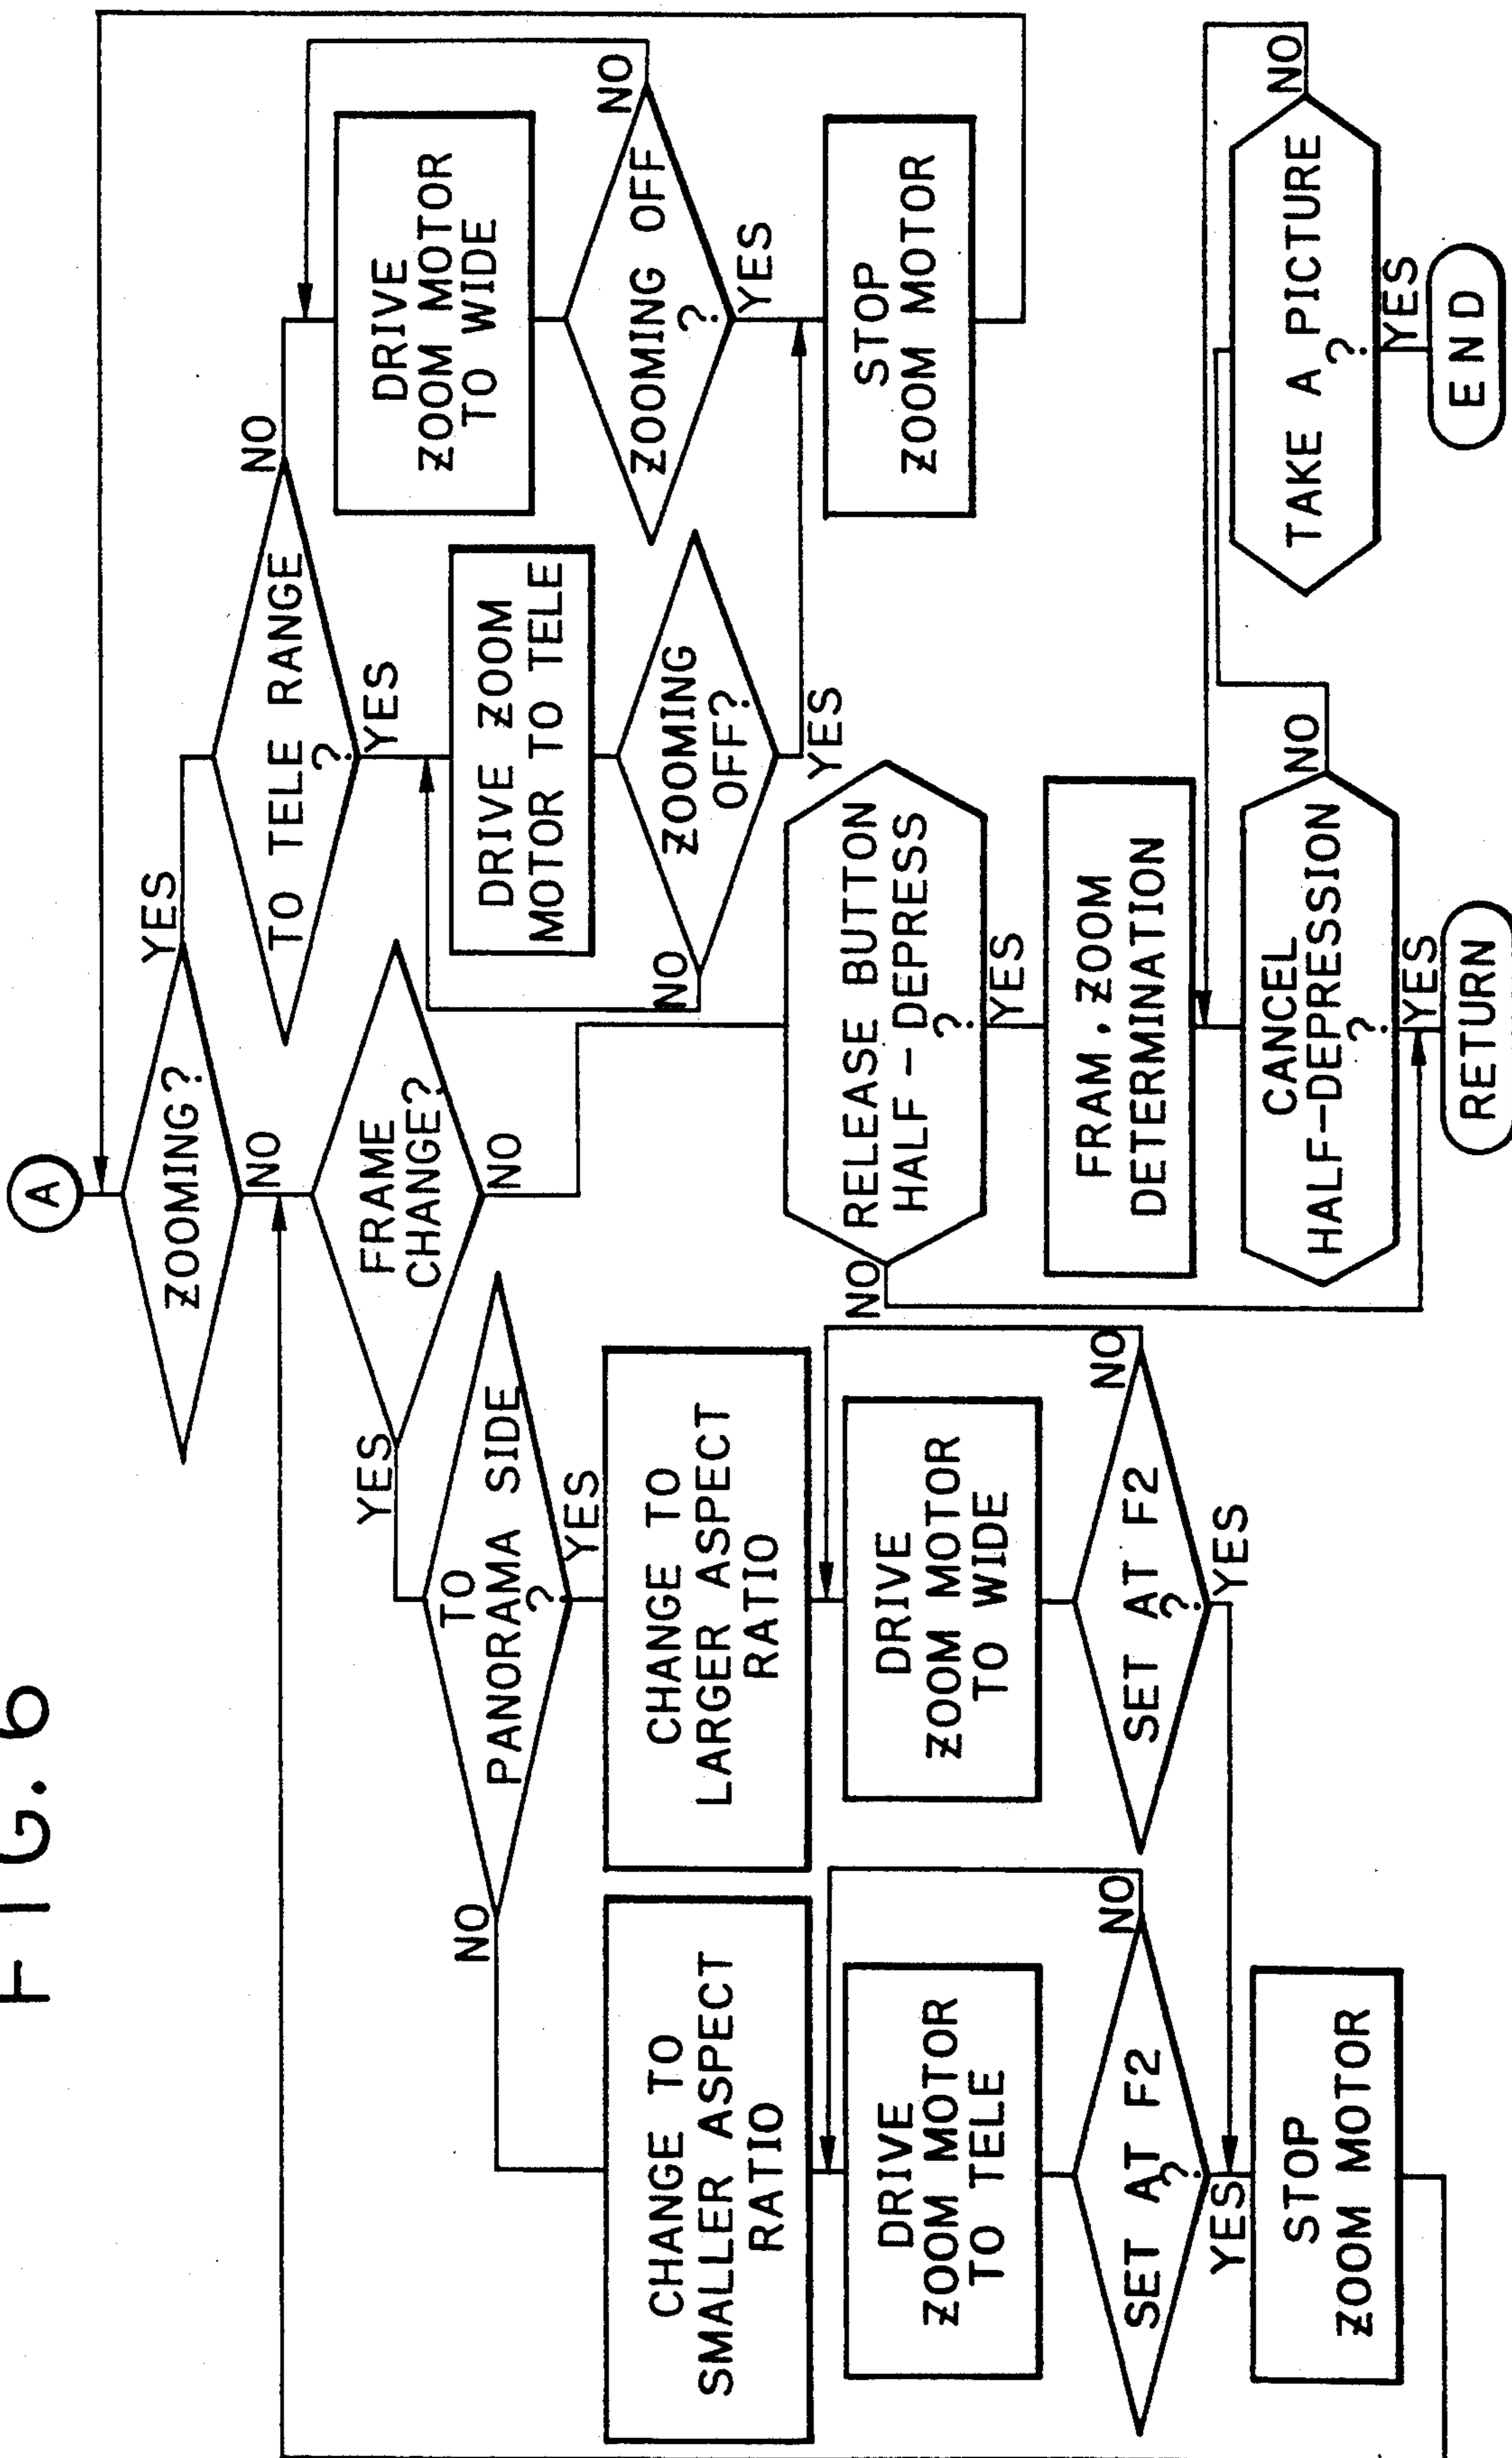 FIG. 6
A
ZOOMING?
YES
NO
TO TELE RANGE
?
NO
YES
DRIVE
ZOOM MOTOR
TO WIDE
ZOOMING OFF
?
NO
YES
DRIVE ZOOM
MOTOR TO TELE
ZOOMING
OFF?
NO
YES
STOP
ZOOM MOTOR
FRAME
CHANGE?
YES
NO
TO
PANORAMA SIDE
?
NO
YES
CHANGE TO
SMALLER ASPECT
RATIO
CHANGE TO
LARGER ASPECT
RATIO
DRIVE
ZOOM MOTOR
TO TELE
DRIVE
ZOOM MOTOR
TO WIDE
SET AT F2
?
NO
YES
SET AT F2
?
NO
YES
STOP
ZOOM MOTOR
RELEASE BUTTON
HALF-DEPRESS
?
NO
YES
FRAM, ZOOM
DETERMINATION
CANCEL
HALF-DEPRESSION
?
NO
YES
RETURN
TAKE A PICTURE
?
NO
YES
END